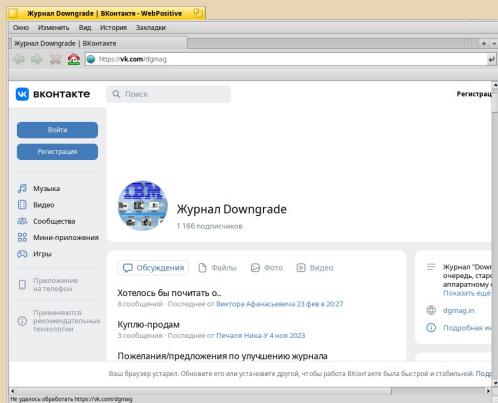 Журнал Downgrade | ВКонтакте - WebPositive
Окно Изменить Вид История Закладки
Журнал Downgrade | ВКонтакте
https://vk.com/dgmag
вконтакте
Поиск
Регистрац
Войти
Регистрация
Музыка
Видео
Сообщества
Мини-приложения
Игры
Приложение
на телефон
Применяются
рекомендательные
технологии
IBM
Журнал Downgrade
1 166 подписчиков
Обсуждения Файлы Фото Видео
Хотелось бы почитать о..
8 сообщений · Последнее от Виктора Афанасьевича 23 фев в 20:27
Куплю-продам
3 сообщения · Последнее от Печаля Ника-У 4 ноя 2023
Пожелания/предложения по улучшению журнала
Журнал "Down
очередь, стар
аппаратному
Показать ещё
dgmag.in
Подробная ин
Ваш браузер устарел. Обновите его или установите другой, чтобы работа ВКонтакте была быстрой и стабильной. Подр
Не удалось обработать https://vk.com/dgmag